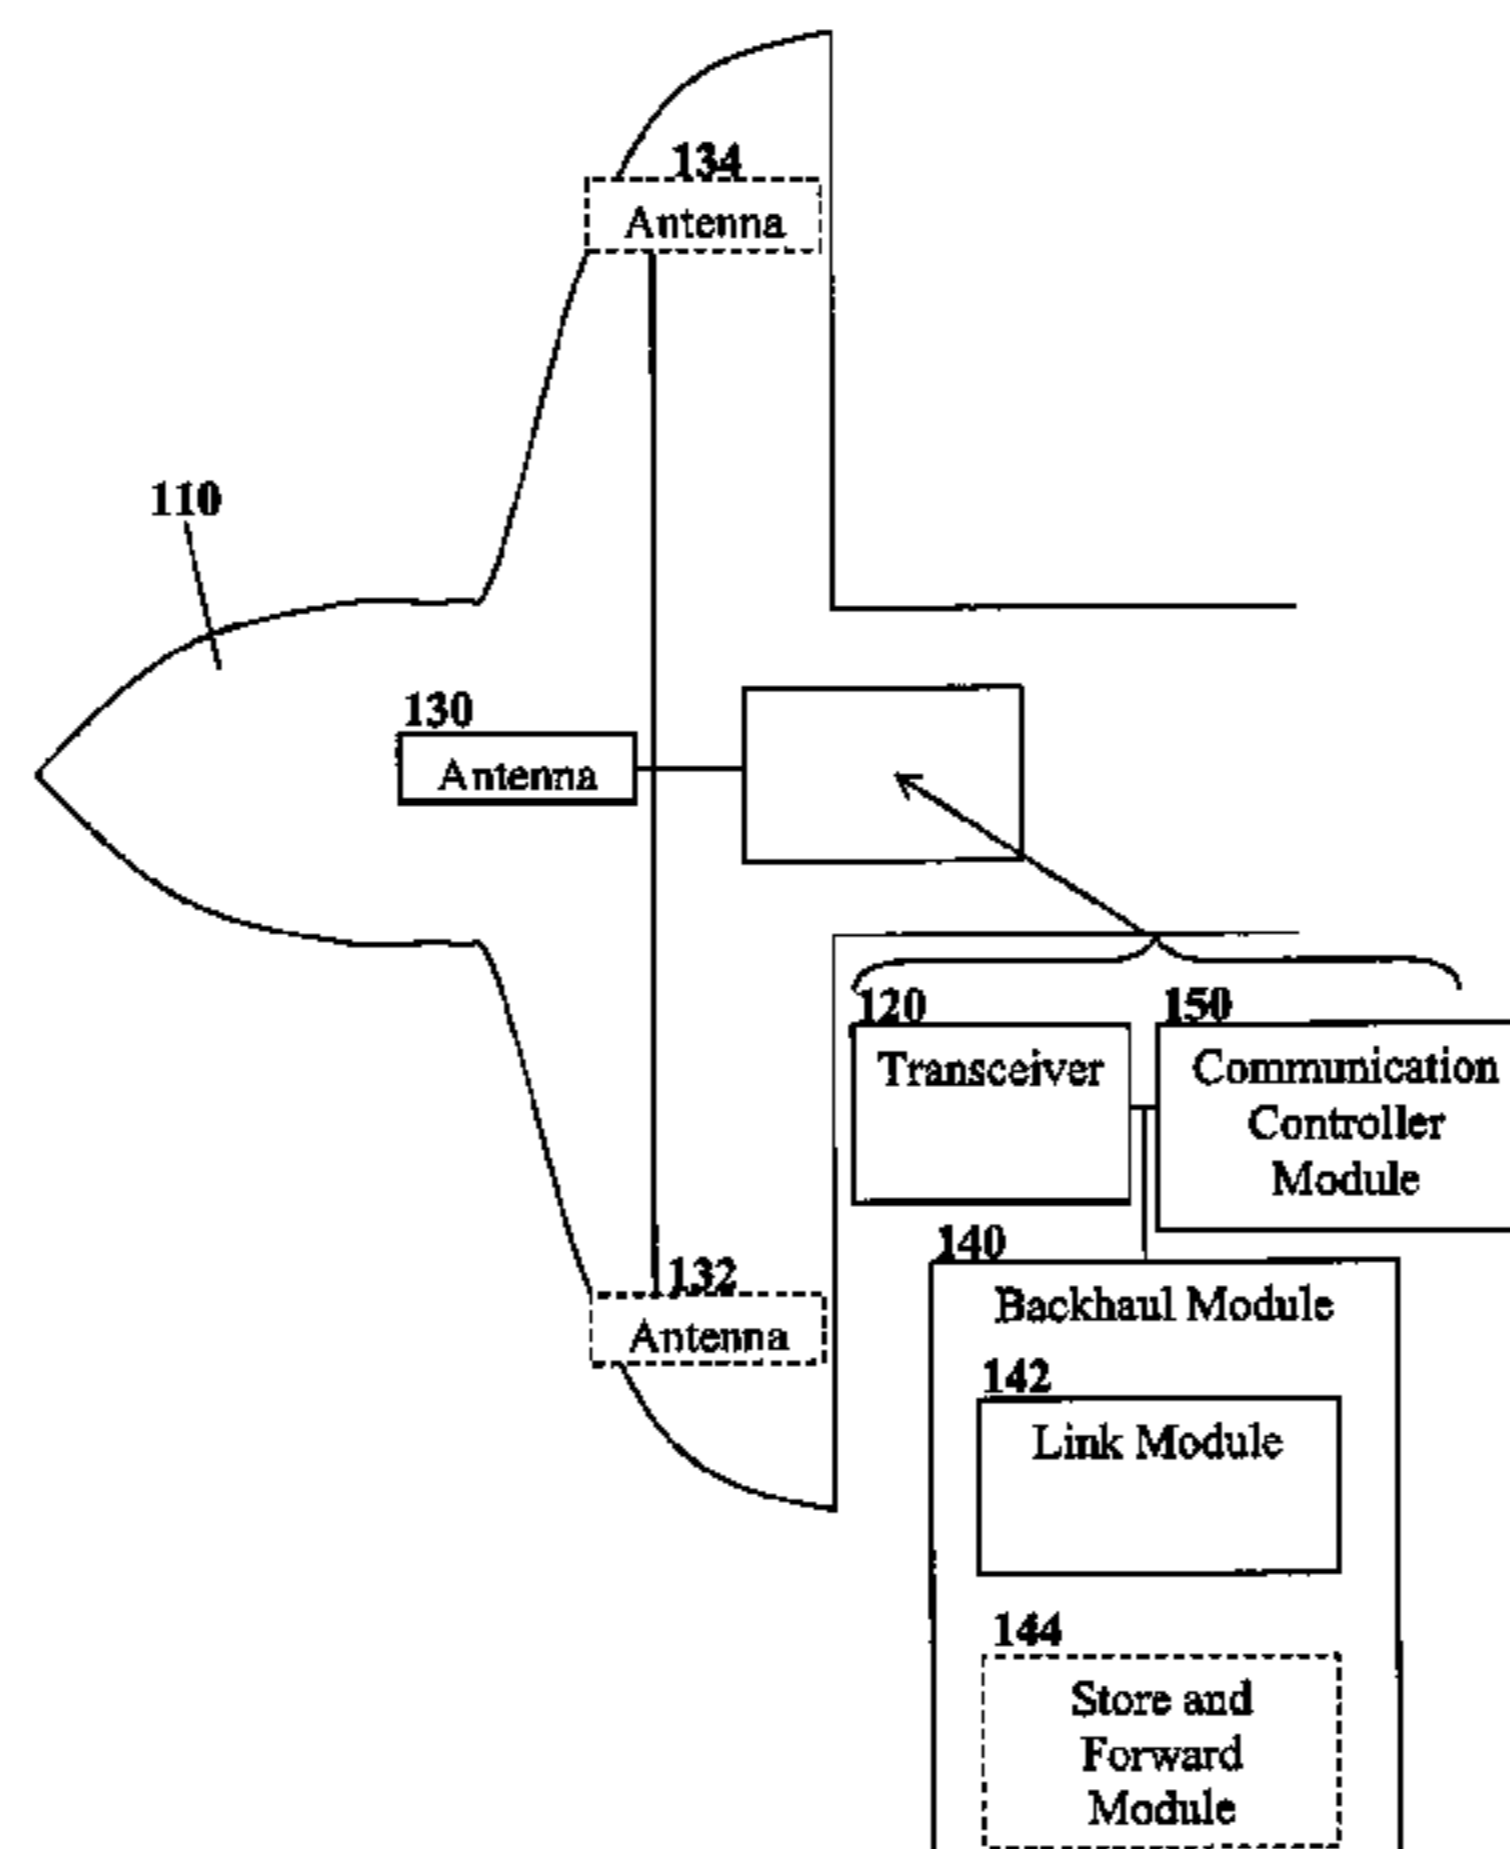 134
Antenna
110
130
Antenna
120
Transceiver
150
Communication
Controller
Module
132
Antenna
140
Backhaul Module
142
Link Module
144
Store and
Forward
Module